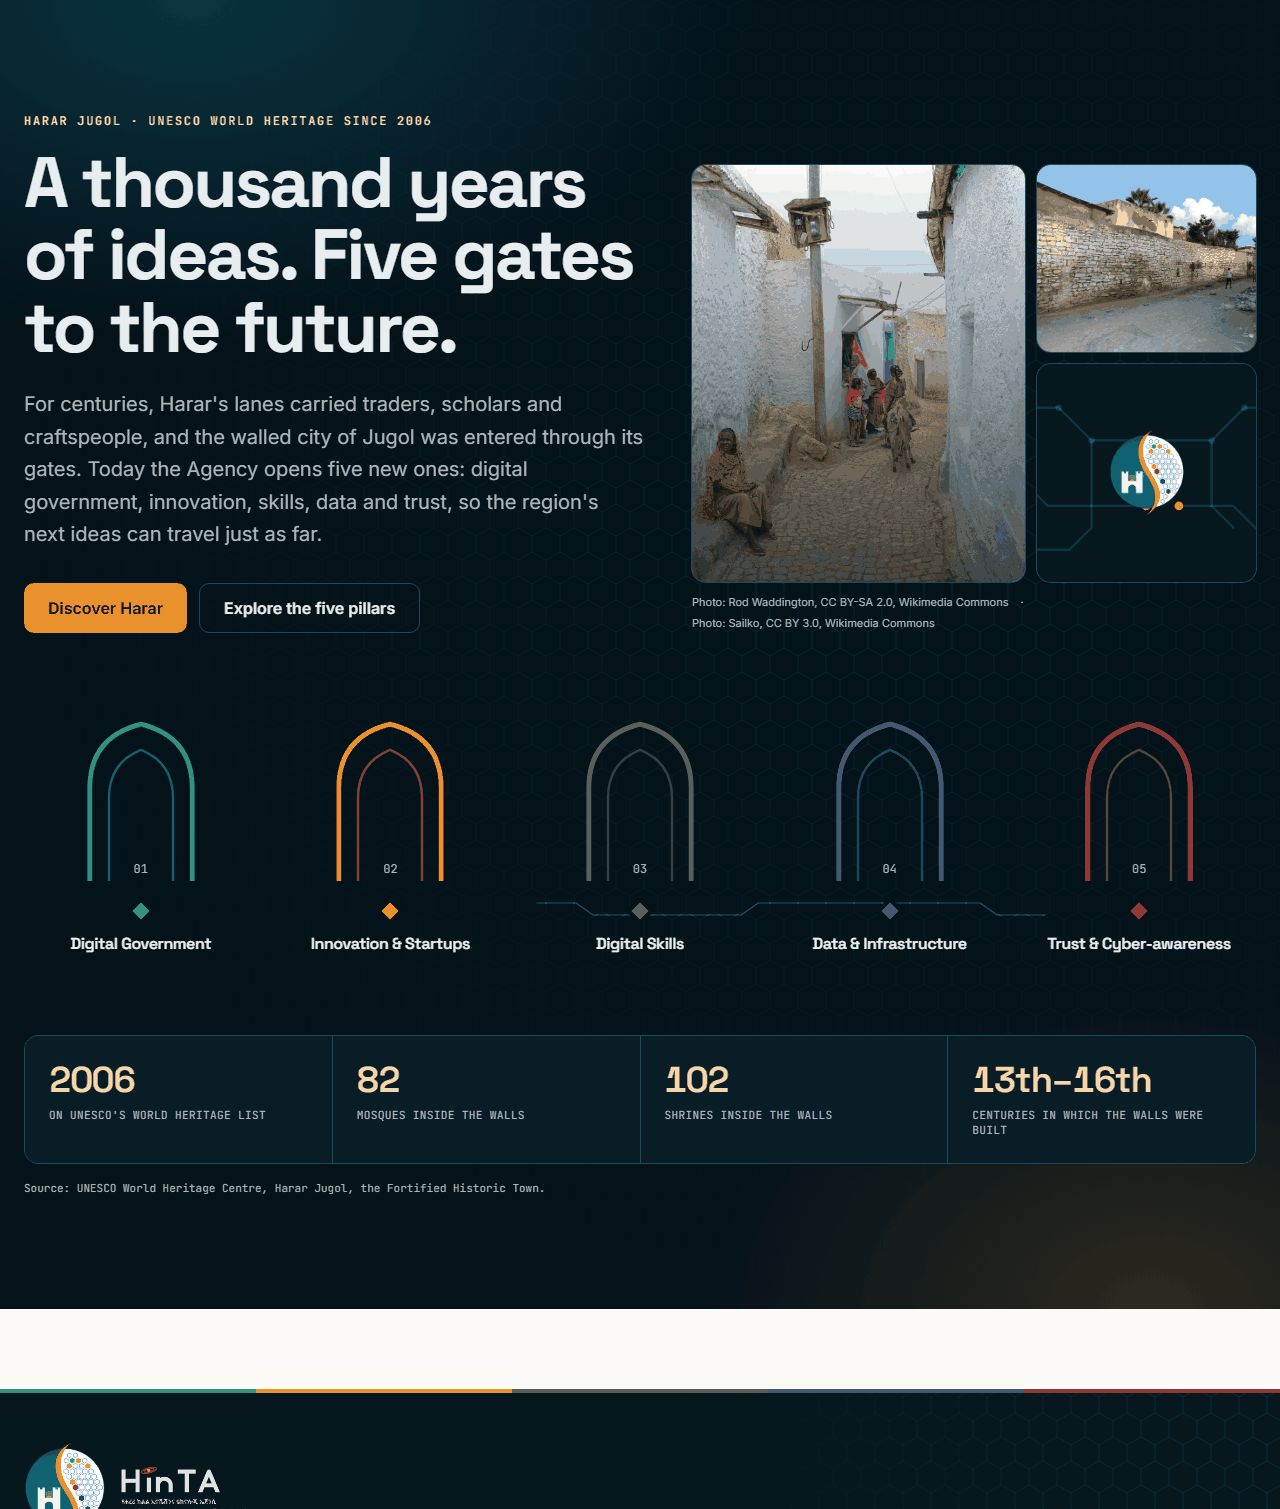 HARAR JUGOL · UNESCO WORLD HERITAGE SINCE 2006
A thousand years
of ideas. Five gates
to the future.
For centuries, Harar's lanes carried traders, scholars and
craftspeople, and the walled city of Jugol was entered through its
gates. Today the Agency opens five new ones: digital
government, innovation, skills, data and trust, so the region's
next ideas can travel just as far.
Discover Harar
Explore the five pillars
Photo: Rod Waddington, CC BY-SA 2.0, Wikimedia Commons ·
Photo: Sailko, CC BY 3.0, Wikimedia Commons
01
02
03
04
05
Digital Government
Innovation & Startups
Digital Skills
Data & Infrastructure
Trust & Cyber-awareness
2006
ON UNESCO'S WORLD HERITAGE LIST
82
MOSQUES INSIDE THE WALLS
102
SHRINES INSIDE THE WALLS
13th–16th
CENTURIES IN WHICH THE WALLS WERE
BUILT
Source: UNESCO World Heritage Centre, Harar Jugol, the Fortified Historic Town.
HinTA